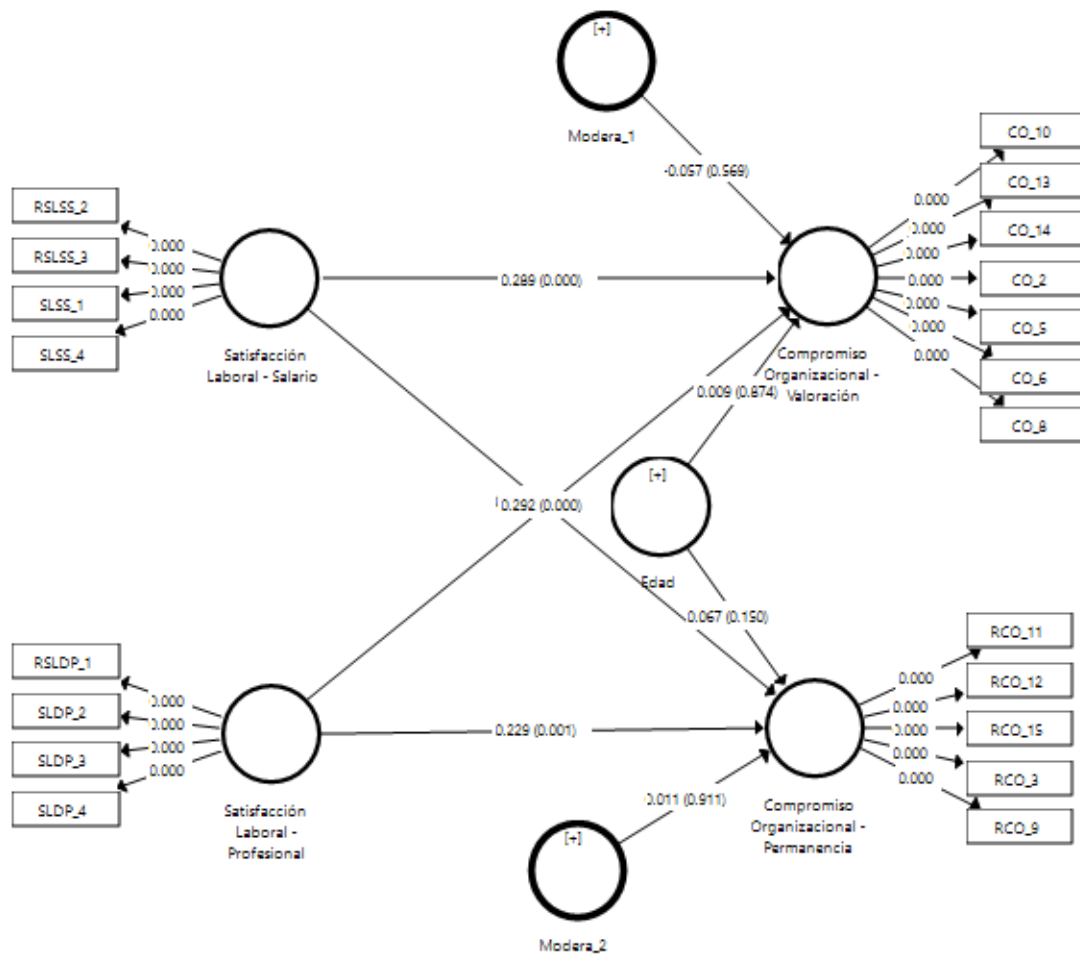 [+]
Modera_1
-0.057 (0.569)
CO_10
CO_13
CO_14
CO_2
CO_5
CO_6
CO_8
0.000
0.000
0.000
0.000
0.000
0.000
0.000
RSLSS_2
RSLSS_3
SLSS_1
SLSS_4
0.000
0.000
0.000
0.000
Satisfacción
Laboral - Salario
0.289 (0.000)
Compromiso
Organizacional -
Valoración
0.009 (0.874)
[+]
Edad
0.292 (0.000)
0.067 (0.150)
RSLDP_1
SLDP_2
SLDP_3
SLDP_4
0.000
0.000
0.000
0.000
Satisfacción
Laboral -
Profesional
0.229 (0.001)
Compromiso
Organizacional -
Permanencia
RCO_11
RCO_12
RCO_15
RCO_3
RCO_9
0.000
0.000
0.000
0.000
0.000
0.011 (0.911)
[+]
Modera_2